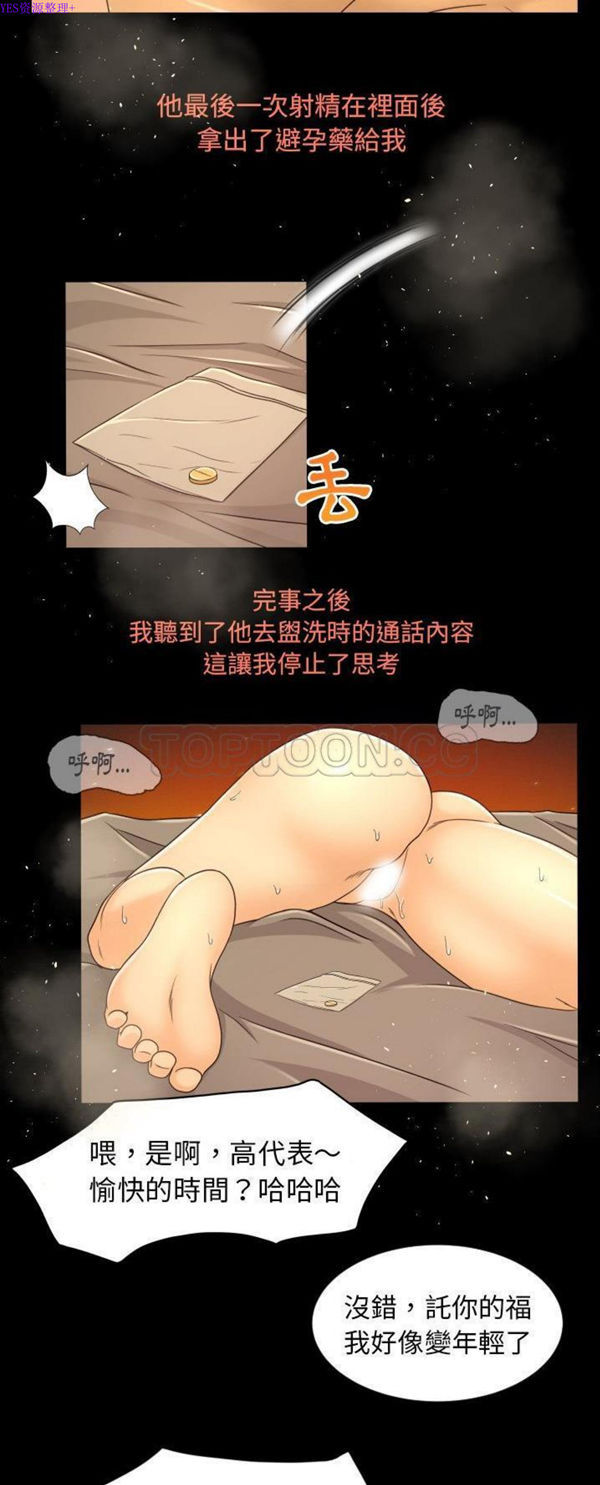 YES资源整理+
他最後一次射精在裡面後
拿出了避孕藥給我
丟
完事之後
我聽到了他去盥洗時的通話內容
這讓我停止了思考
呼啊...
呼啊...
TOPTOON.CC
喂，是啊，高代表～
愉快的時間？哈哈哈
沒錯，託你的福
我好像變年輕了